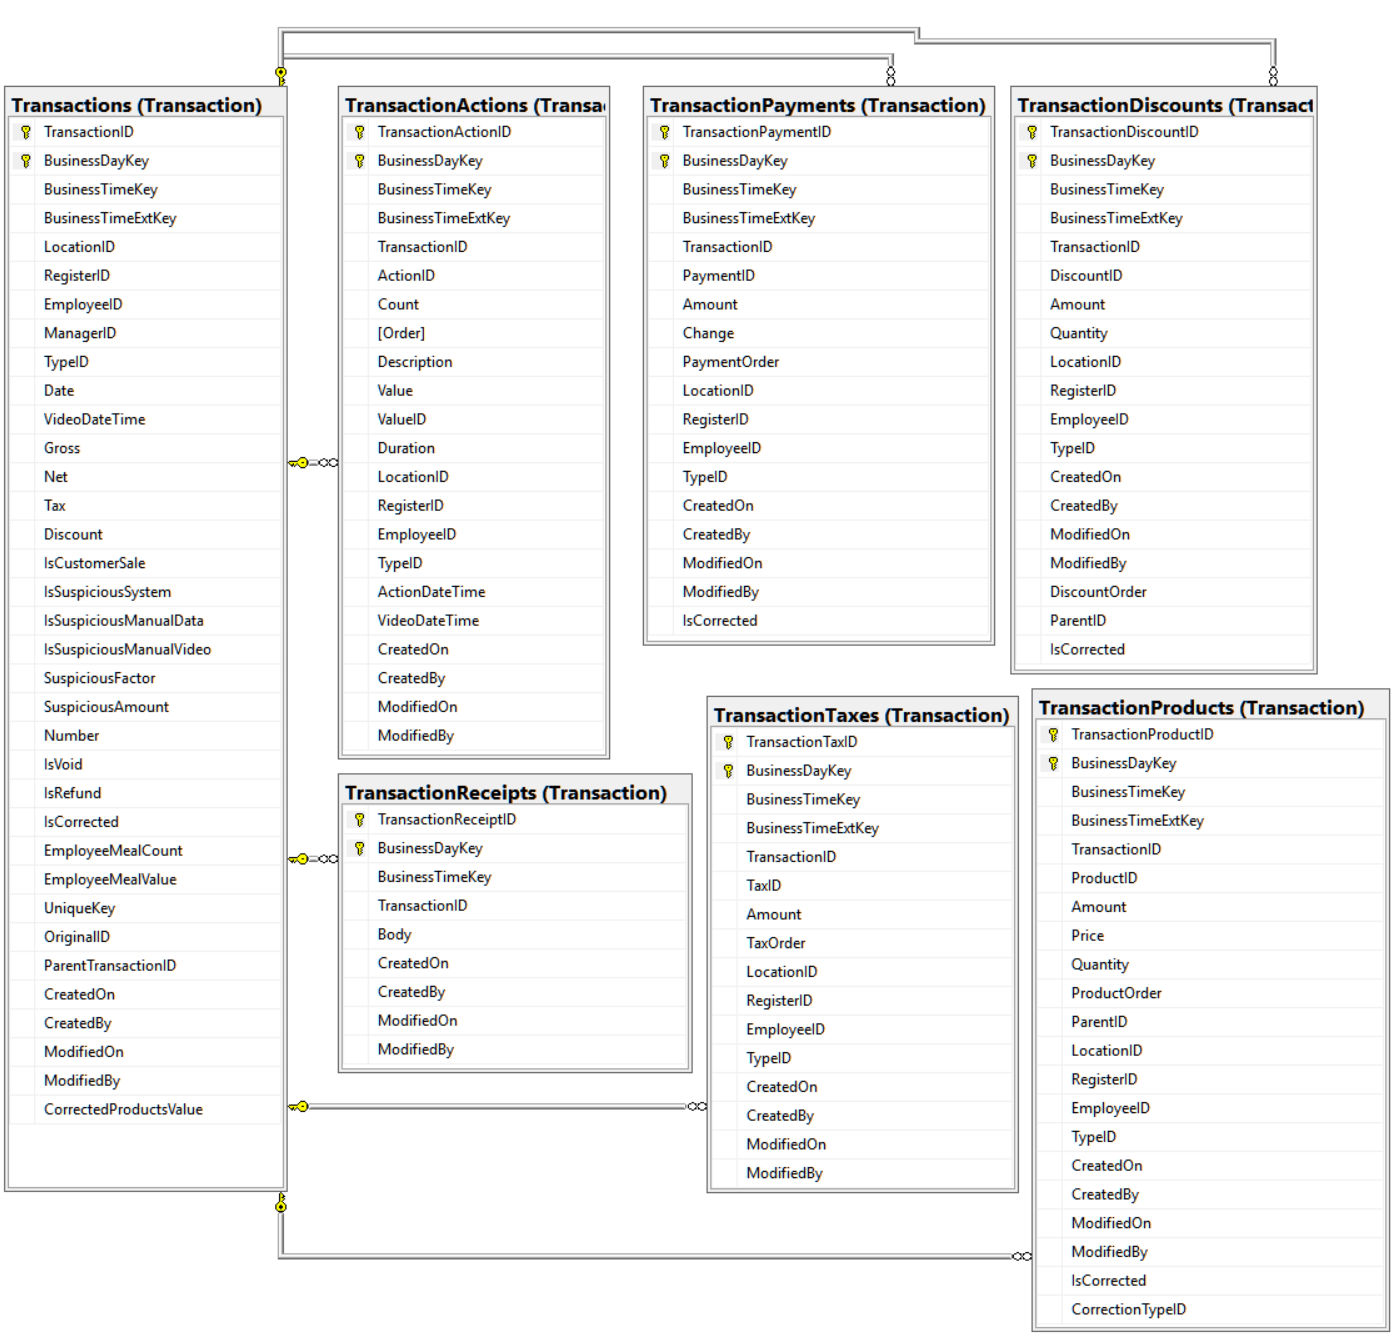 Transactions (Transaction)
TransactionID
BusinessDayKey
BusinessTimeKey
BusinessTimeExtKey
LocationID
RegisterID
EmployeeID
ManagerID
TypeID
Date
VideoDateTime
Gross
Net
Tax
Discount
IsCustomerSale
IsSuspiciousSystem
IsSuspiciousManualData
IsSuspiciousManualVideo
SuspiciousFactor
SuspiciousAmount
Number
IsVoid
IsRefund
IsCorrected
EmployeeMealCount
EmployeeMealValue
UniqueKey
OriginalID
ParentTransactionID
CreatedOn
CreatedBy
ModifiedOn
ModifiedBy
CorrectedProductsValue
TransactionActions (Transa
TransactionActionID
BusinessDayKey
BusinessTimeKey
BusinessTimeExtKey
TransactionID
ActionID
Count
[Order]
Description
Value
ValueID
Duration
LocationID
RegisterID
EmployeeID
TypeID
ActionDateTime
VideoDateTime
CreatedOn
CreatedBy
ModifiedOn
ModifiedBy
TransactionPayments (Transaction)
TransactionPaymentID
BusinessDayKey
BusinessTimeKey
BusinessTimeExtKey
TransactionID
PaymentID
Amount
Change
PaymentOrder
LocationID
RegisterID
EmployeeID
TypeID
CreatedOn
CreatedBy
ModifiedOn
ModifiedBy
IsCorrected
TransactionDiscounts (Transact
TransactionDiscountID
BusinessDayKey
BusinessTimeKey
BusinessTimeExtKey
TransactionID
DiscountID
Amount
Quantity
LocationID
RegisterID
EmployeeID
TypeID
CreatedOn
CreatedBy
ModifiedOn
ModifiedBy
DiscountOrder
ParentID
IsCorrected
TransactionReceipts (Transaction)
TransactionReceiptID
BusinessDayKey
BusinessTimeKey
TransactionID
Body
CreatedOn
CreatedBy
ModifiedOn
ModifiedBy
TransactionTaxes (Transaction)
TransactionTaxID
BusinessDayKey
BusinessTimeKey
BusinessTimeExtKey
TransactionID
TaxID
Amount
TaxOrder
LocationID
RegisterID
EmployeeID
TypeID
CreatedOn
CreatedBy
ModifiedOn
ModifiedBy
TransactionProducts (Transaction)
TransactionProductID
BusinessDayKey
BusinessTimeKey
BusinessTimeExtKey
TransactionID
ProductID
Amount
Price
Quantity
ProductOrder
ParentID
LocationID
RegisterID
EmployeeID
TypeID
CreatedOn
CreatedBy
ModifiedOn
ModifiedBy
IsCorrected
CorrectionTypeID